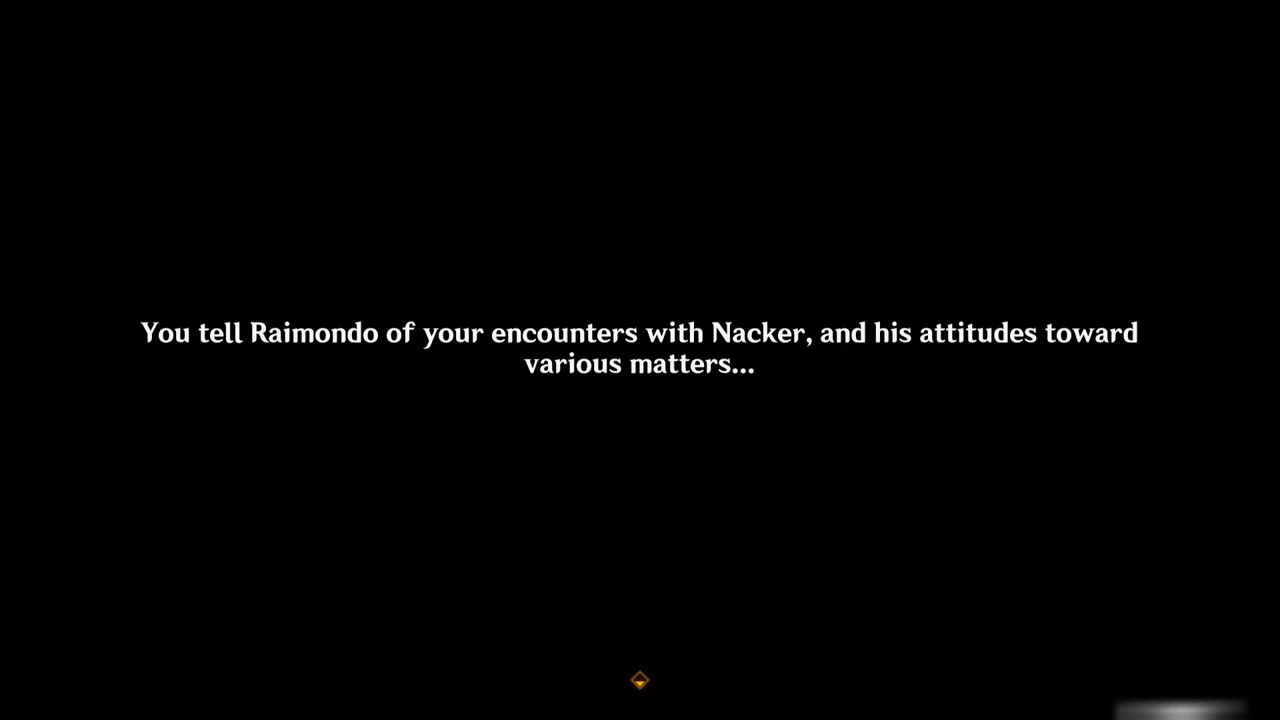 You tell Raimondo of your encounters with Nacker, and his attitudes toward
various matters...